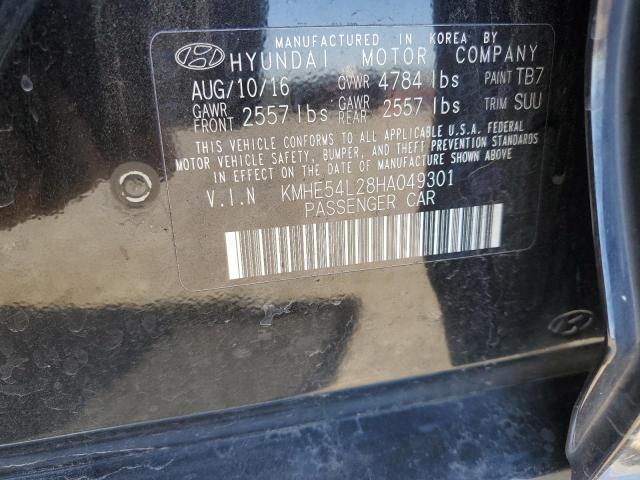 MANUFACTURED IN KOREA BY
HYUNDAI MOTOR COMPANY
AUG/10/16 GVWR 4784 lbs PAINT TB7
GAWR FRONT 2557 lbs GAWR REAR 2557 lbs TRIM SUU
THIS VEHICLE CONFORMS TO ALL APPLICABLE U.S.A. FEDERAL
MOTOR VEHICLE SAFETY, BUMPER, AND THEFT PREVENTION STANDARDS
IN EFFECT ON THE DATE OF MANUFACTURE SHOWN ABOVE.
V.I.N KMHE54L28HA049301
PASSENGER CAR